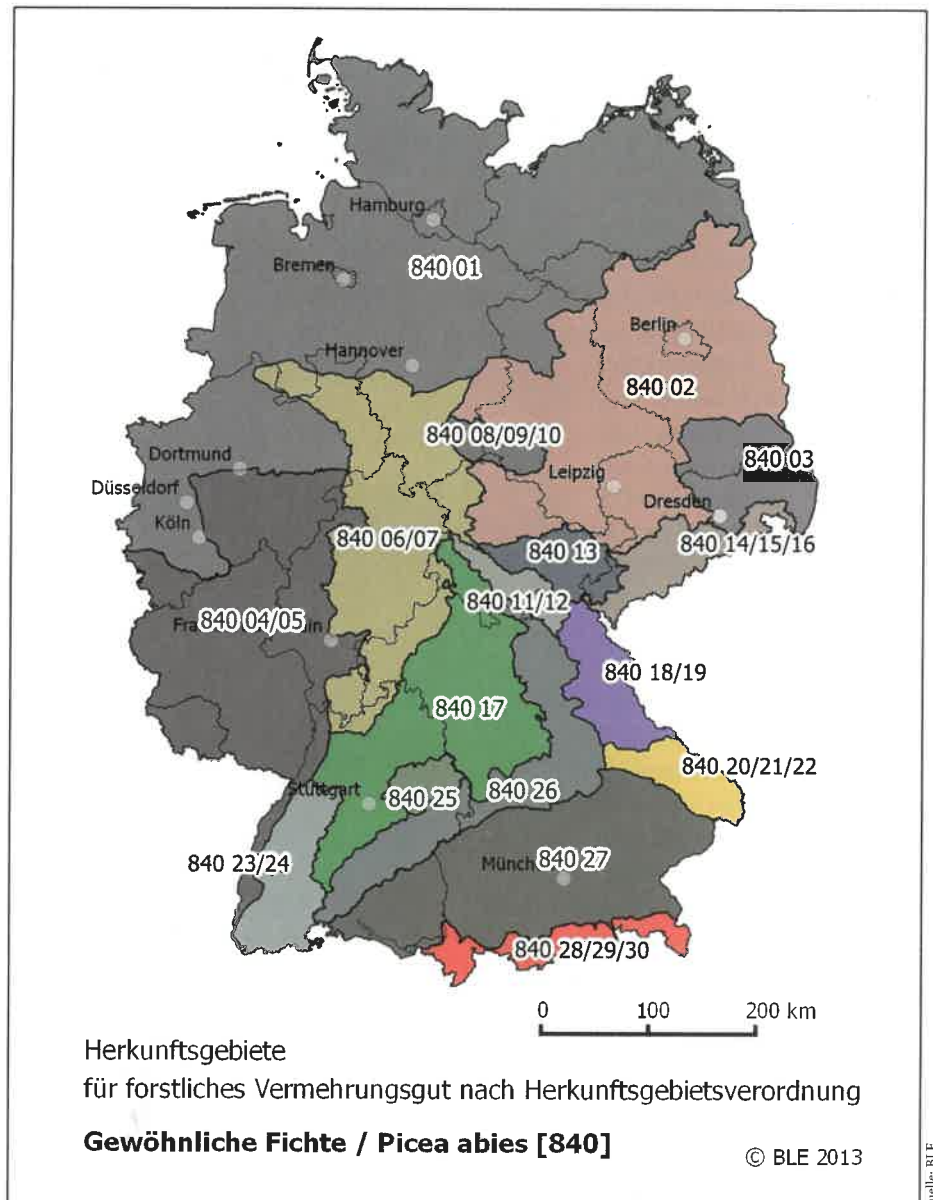 Hamburg
840 01
Bremen
Berlin
Hannover
840 02
840 08/09/10
Dortmund
840 03
Leipzig
Düsseldorf
Dresden
Köln
840 06/07
840 13
840 14/15/16
840 11/12
840 04/05
840 18/19
840 17
840 20/21/22
Stuttgart
840 25
840 26
840 23/24
840 27
840 28/29/30
0 100 200 km
Herkunftsgebiete
für forstliches Vermehrungsgut nach Herkunftsgebietsverordnung
Gewöhnliche Fichte / Picea abies [840]
© BLE 2013